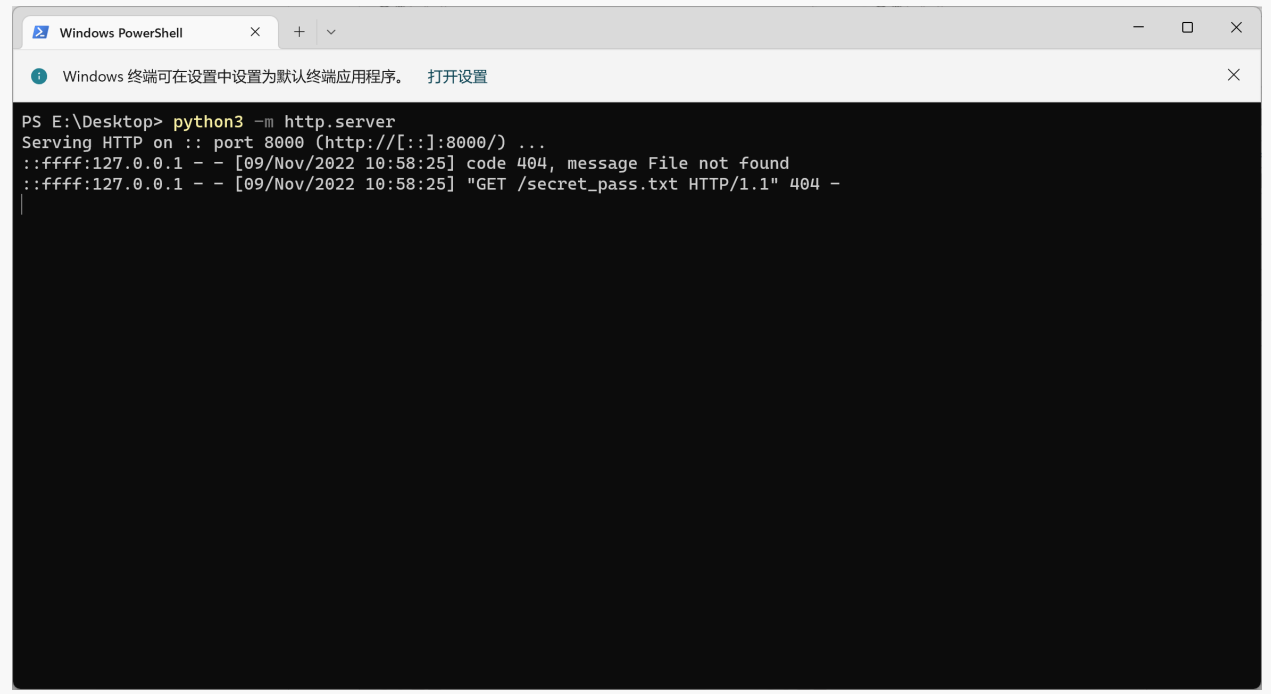 Windows PowerShell
Windows 终端可在设置中设置为默认终端应用程序。 打开设置
PS E:\Desktop> python3 -m http.server
Serving HTTP on :: port 8000 (http://[::]:8000/) ...
::ffff:127.0.0.1 - - [09/Nov/2022 10:58:25] code 404, message File not found
::ffff:127.0.0.1 - - [09/Nov/2022 10:58:25] "GET /secret_pass.txt HTTP/1.1" 404 -